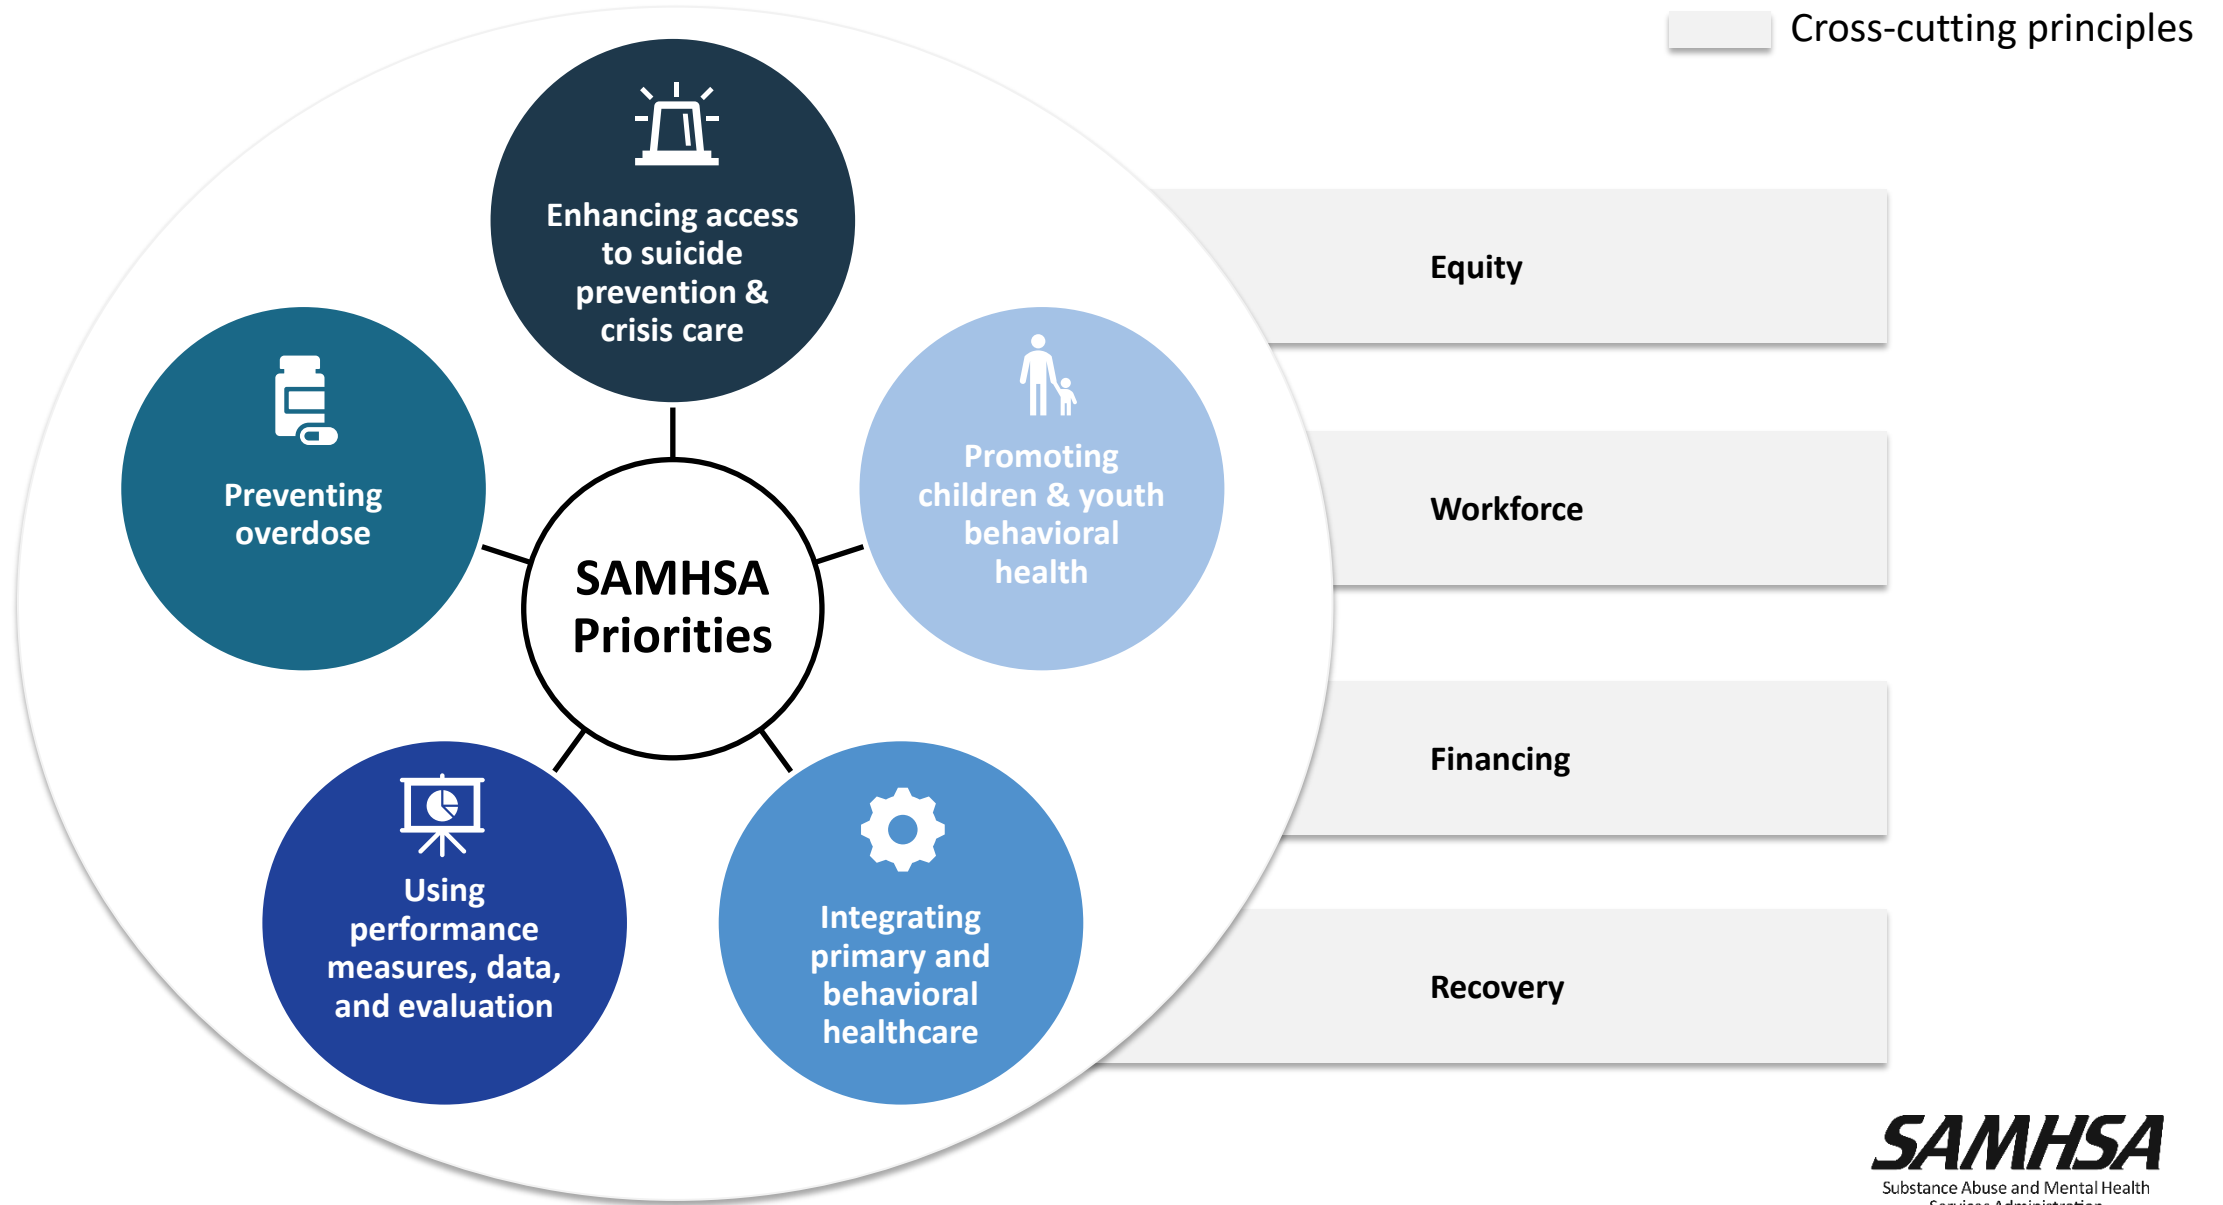 Cross-cutting principles
Enhancing access
to suicide
prevention &
crisis care
Preventing
overdose
Promoting
children & youth
behavioral
health
SAMHSA
Priorities
Using
performance
measures, data,
and evaluation
Integrating
primary and
behavioral
healthcare
Equity
Workforce
Financing
Recovery
SAMHSA
Substance Abuse and Mental Health
Services Administration